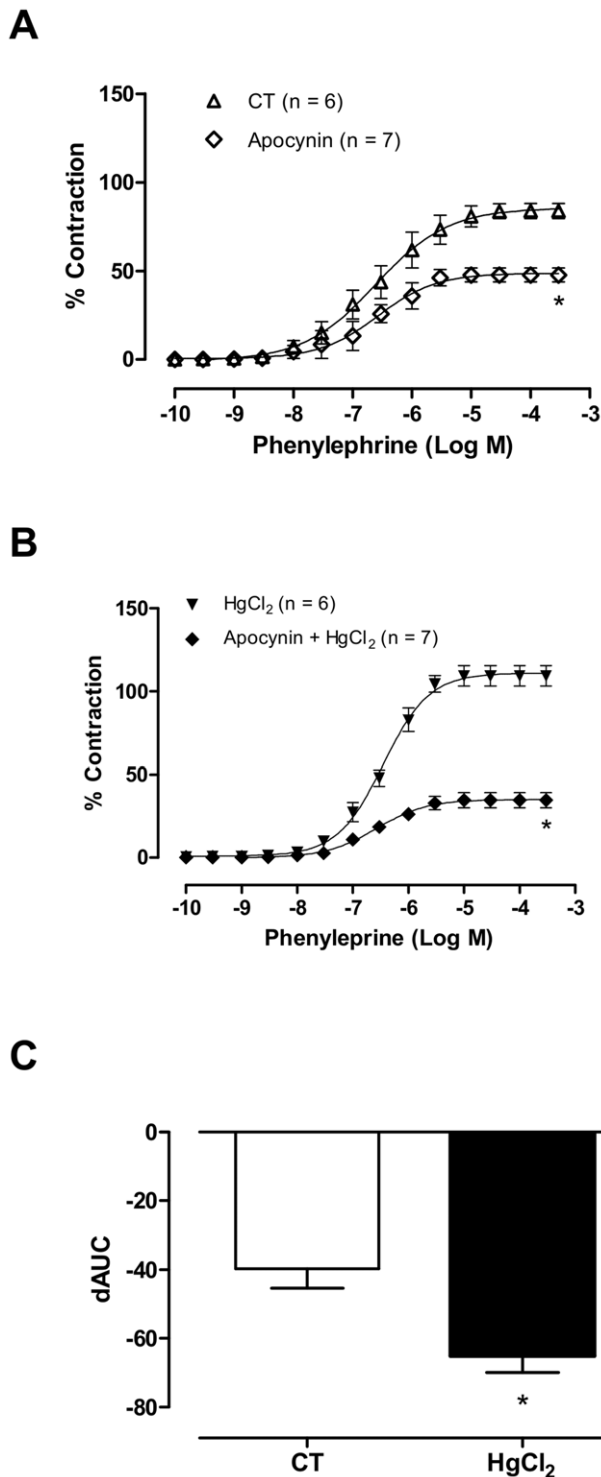 A
150
100
50
0
CT (n = 6)
Apocynin (n = 7)
% Contraction
*
-10 -9 -8 -7 -6 -5 -4 -3
Phenylephrine (Log M)
B
150
100
50
0
HgCl₂ (n = 6)
Apocynin + HgCl₂ (n = 7)
% Contraction
*
-10 -9 -8 -7 -6 -5 -4 -3
Phenyleprine (Log M)
C
0
-20
-40
-60
-80
dAUC
*
CT HgCl₂